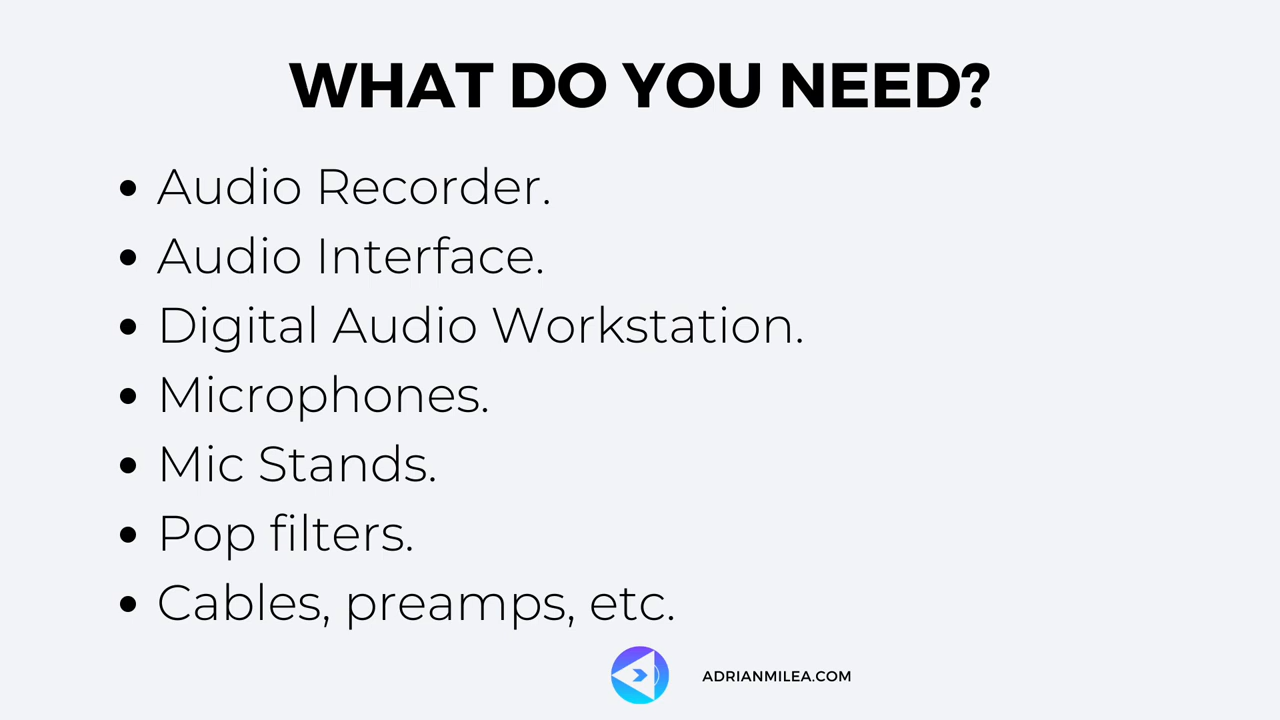 WHAT DO YOU NEED?
• Audio Recorder.
• Audio Interface.
• Digital Audio Workstation.
• Microphones.
• Mic Stands.
• Pop filters.
• Cables, preamps, etc.
ADRIANMILEA.COM